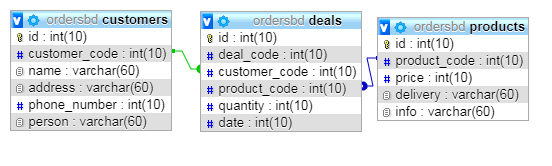 ordersbd customers
id : int(10)
customer_code : int(10)
name : varchar(60)
address : varchar(60)
phone_number : int(10)
person : varchar(60)
ordersbd deals
id : int(10)
deal_code : int(10)
customer_code : int(10)
product_code : int(10)
quantity : int(10)
date : int(10)
ordersbd products
id : int(10)
product_code : int(10)
price : int(10)
delivery : varchar(60)
info : varchar(60)